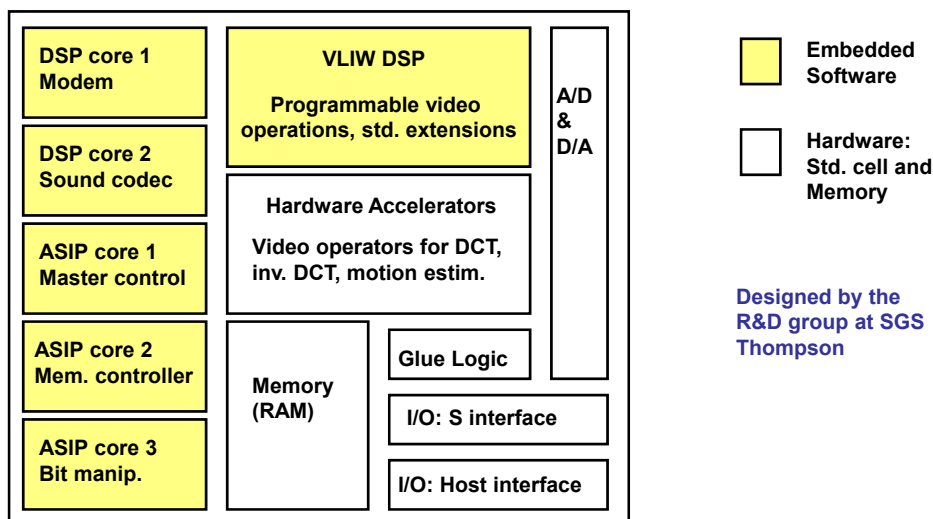 DSP core 1
Modem
DSP core 2
Sound codec
ASIP core 1
Master control
ASIP core 2
Mem. controller
ASIP core 3
Bit manip.
VLIW DSP
Programmable video
operations, std. extensions
Hardware Accelerators
Video operators for DCT,
inv. DCT, motion estim.
Memory
(RAM)
Glue Logic
I/O: S interface
I/O: Host interface
A/D
&
D/A
Embedded
Software
Hardware:
Std. cell and
Memory
Designed by the
R&D group at SGS
Thompson